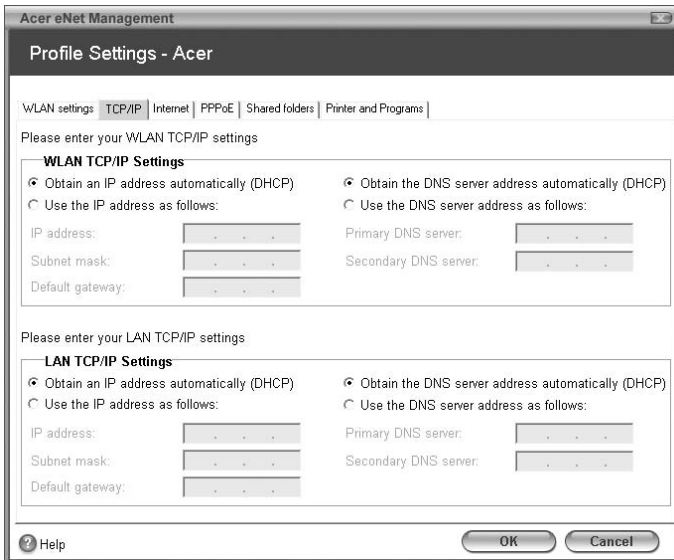 Acer eNet Management
Profile Settings - Acer
WLAN settings TCP/IP Internet PPPoE Shared folders Printer and Programs
Please enter your WLAN TCP/IP settings
WLAN TCP/IP Settings
Obtain an IP address automatically (DHCP) Obtain the DNS server address automatically (DHCP)
Use the IP address as follows: Use the DNS server address as follows:
IP address: Primary DNS server:
Subnet mask: Secondary DNS server:
Default gateway:
Please enter your LAN TCP/IP settings
LAN TCP/IP Settings
Obtain an IP address automatically (DHCP) Obtain the DNS server address automatically (DHCP)
Use the IP address as follows: Use the DNS server address as follows:
IP address: Primary DNS server:
Subnet mask: Secondary DNS server:
Default gateway:
? Help OK Cancel